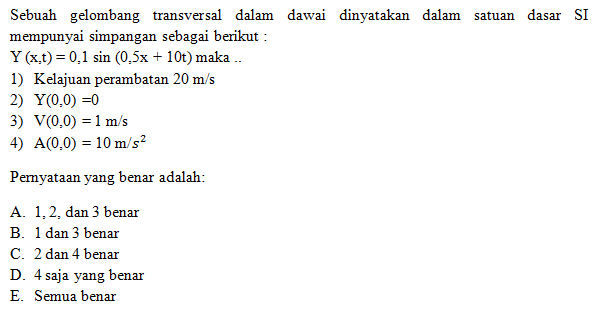 Sebuah gelombang transversal dalam dawai dinyatakan dalam satuan dasar SI
mempunyai simpangan sebagai berikut :
Y (x,t) = 0,1 sin (0,5x + 10t) maka ..
1) Kelajuan perambatan 20 m/s
2) Y(0,0) =0
3) V(0,0) = 1 m/s
4) A(0,0) = 10 m/s²
Pernyataan yang benar adalah:
A. 1, 2, dan 3 benar
B. 1 dan 3 benar
C. 2 dan 4 benar
D. 4 saja yang benar
E. Semua benar